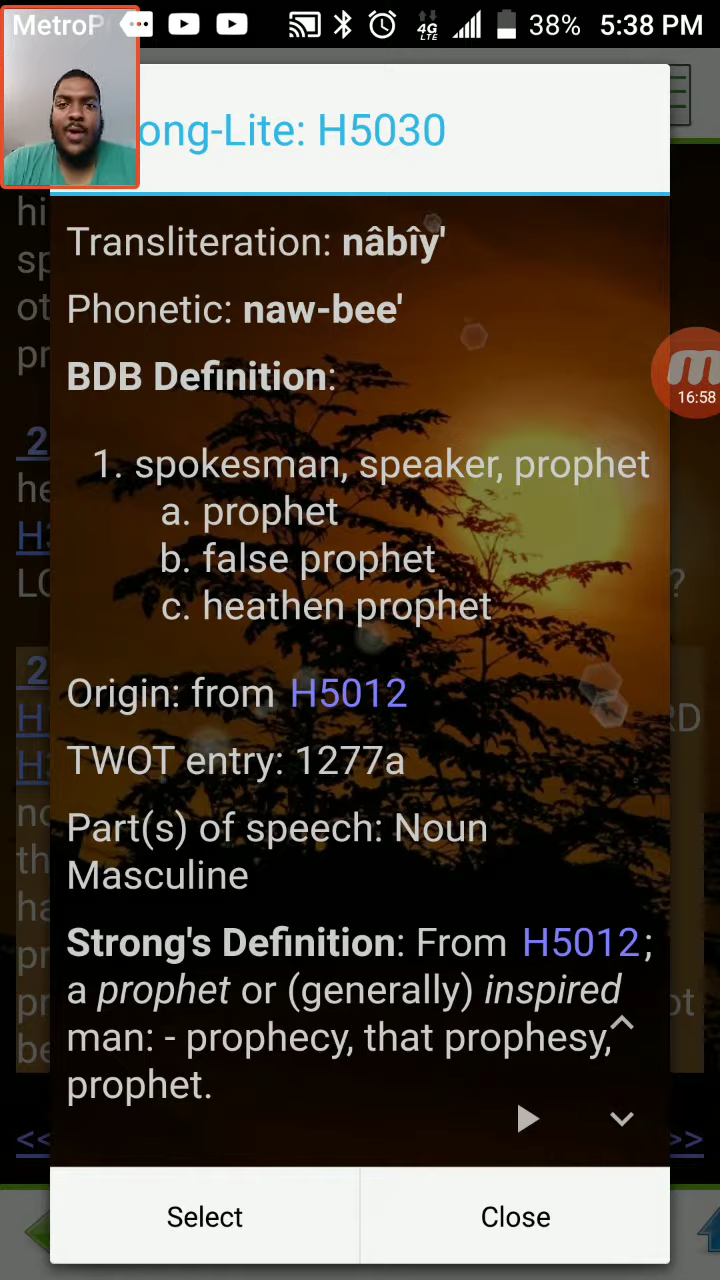 MetroP
4G
LTE
38%
5:38 PM
ong-Lite: H5030
Transliteration: nâbîy'
Phonetic: naw-bee'
16:58
BDB Definition:
1. spokesman, speaker, prophet
a. prophet
b. false prophet
c. heathen prophet
Origin: from H5012
TWOT entry: 1277a
Part(s) of speech: Noun
Masculine
Strong's Definition: From H5012;
a prophet or (generally) inspired
man: - prophecy, that prophesy,
prophet.
<<
>>
Select
Close